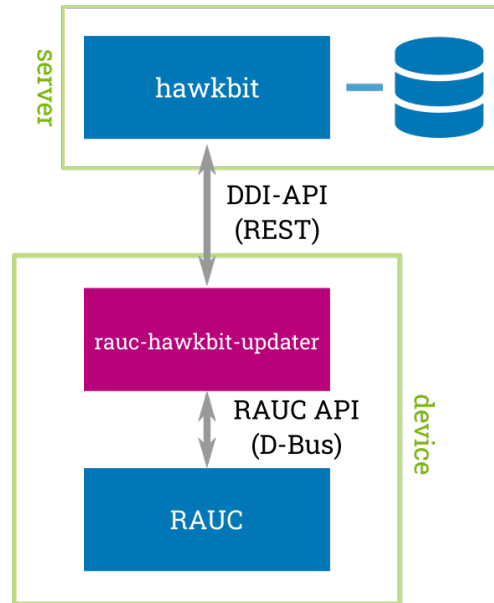 server
hawkbit
DDI-API
(REST)
rauc-hawkbit-updater
RAUC API
(D-Bus)
device
RAUC